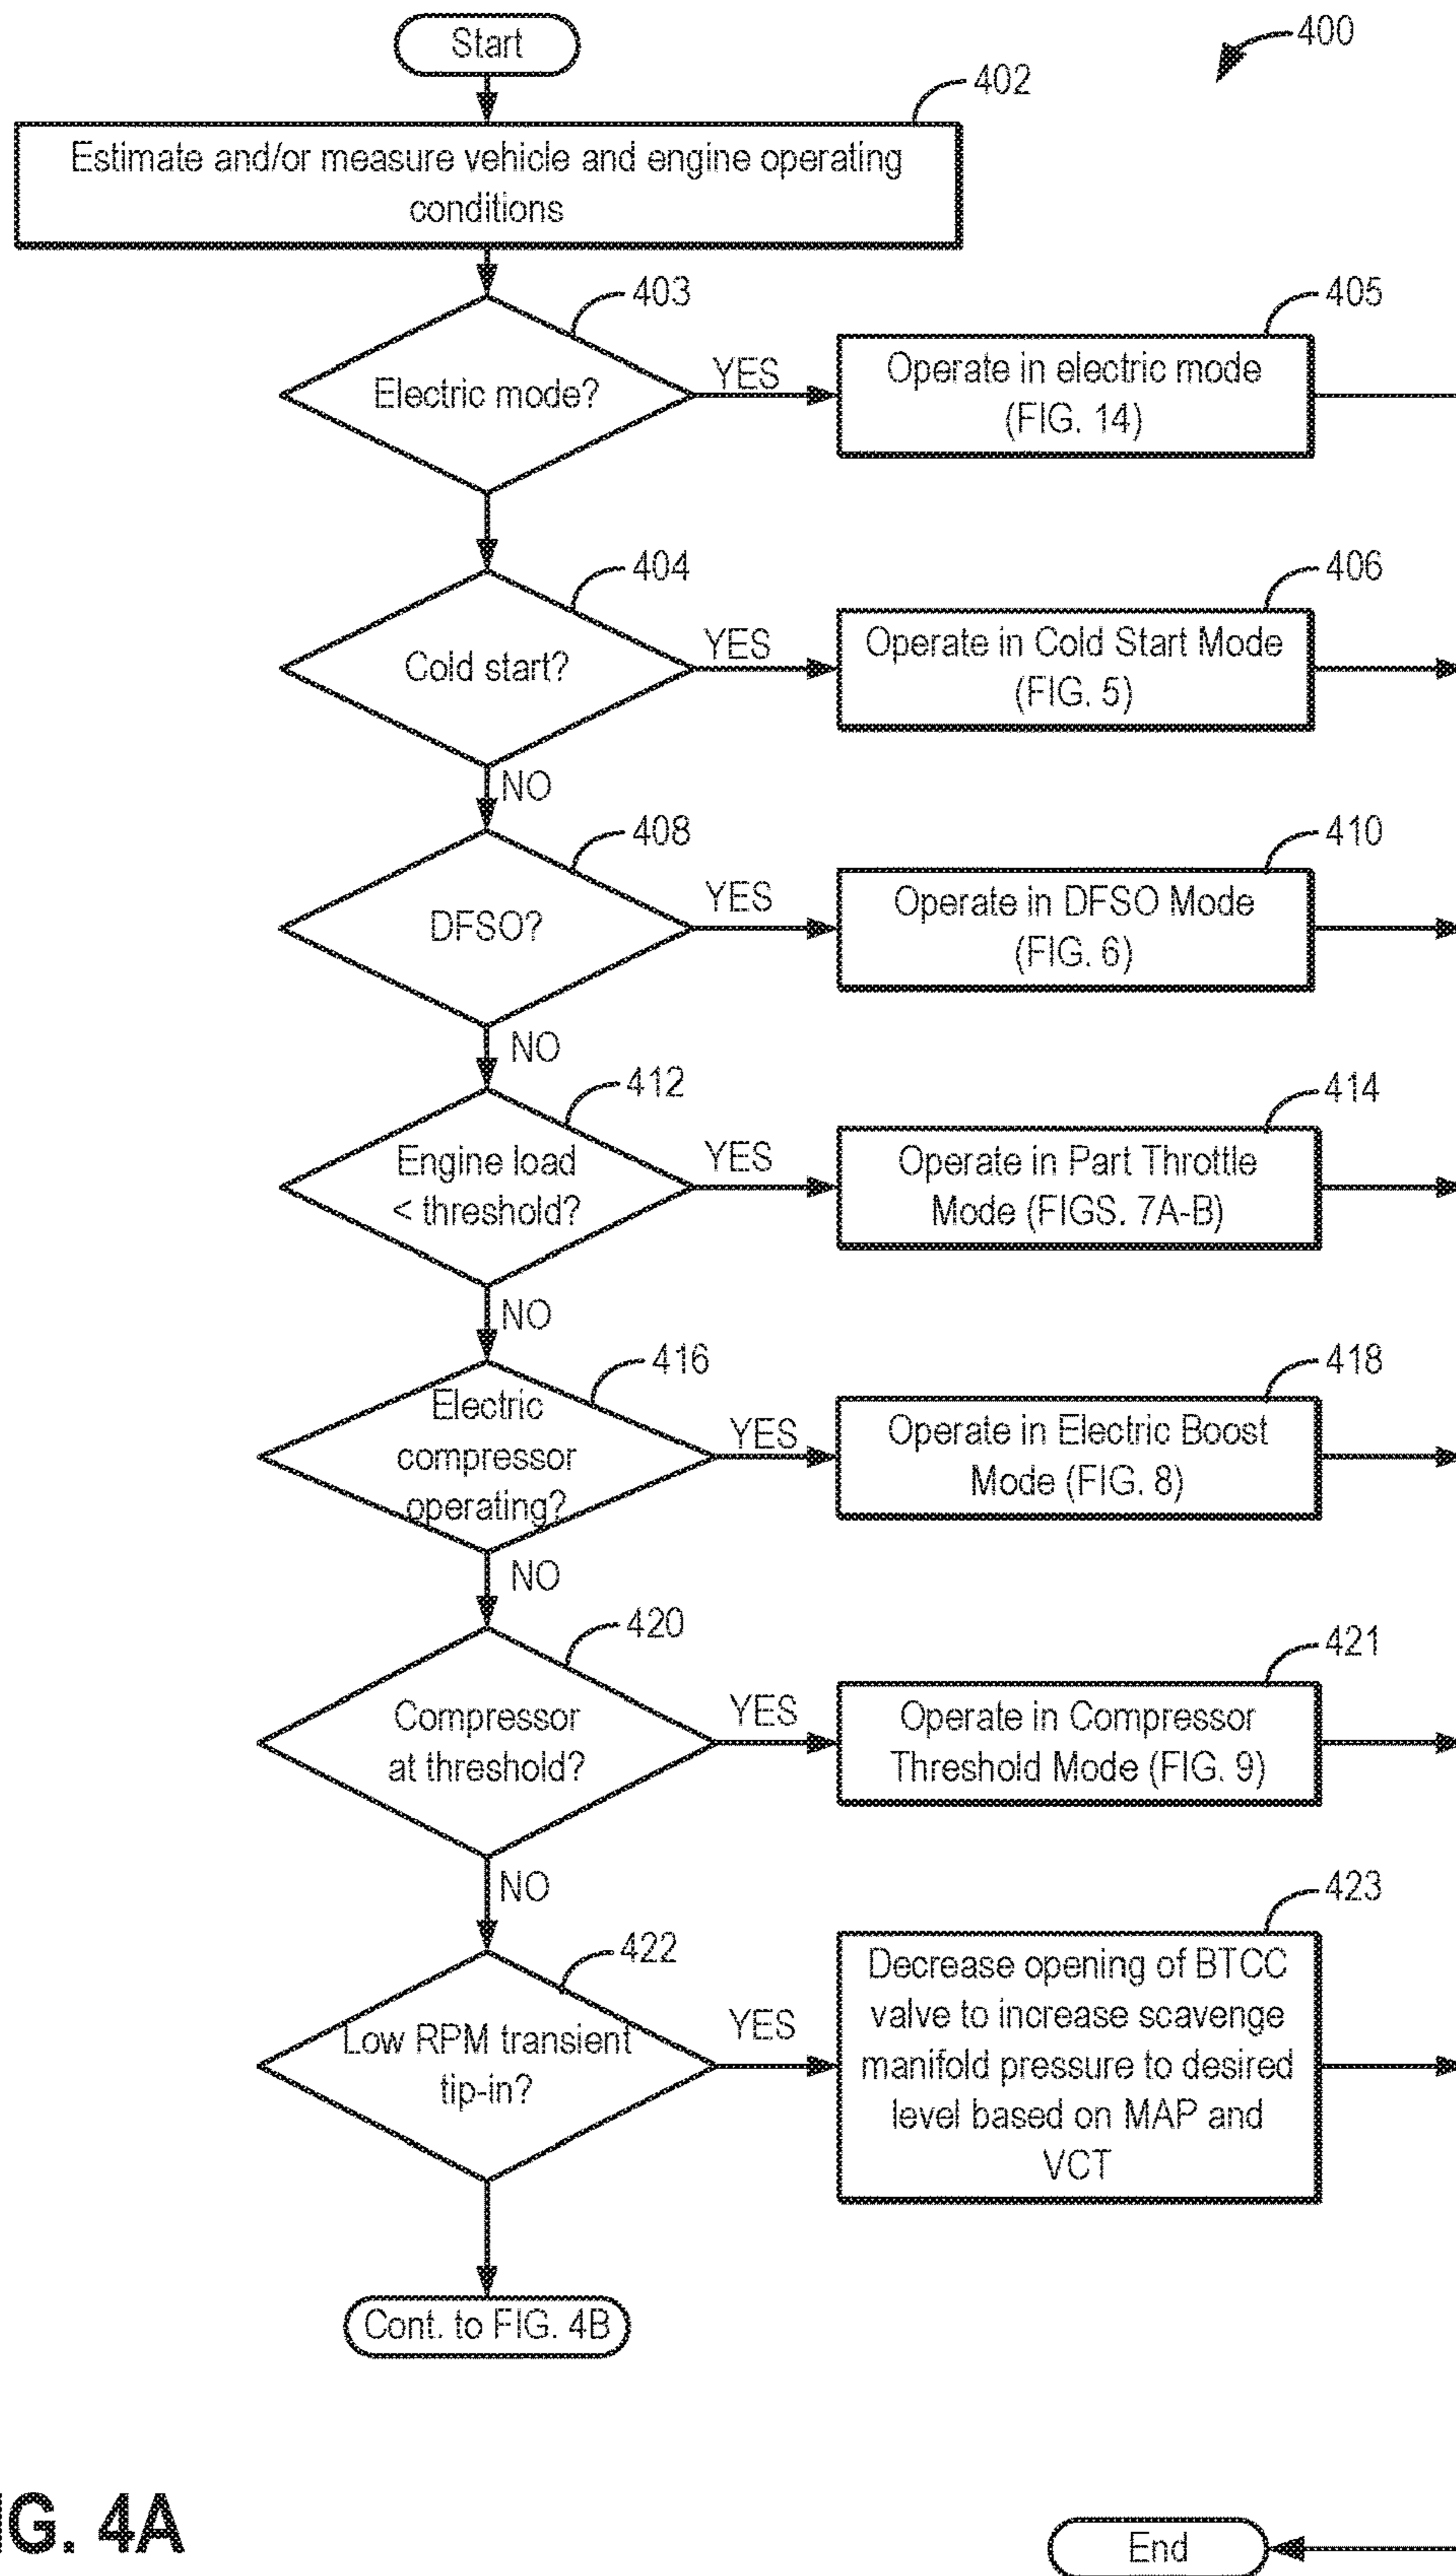 Start
400
402
Estimate and/or measure vehicle and engine operating
conditions
403
405
Electric mode?
YES
Operate in electric mode
(FIG. 14)
404
406
Cold start?
YES
Operate in Cold Start Mode
(FIG. 5)
NO
408
410
DFSO?
YES
Operate in DFSO Mode
(FIG. 6)
NO
412
414
Engine load
< threshold?
YES
Operate in Part Throttle
Mode (FIGS. 7A-B)
NO
416
418
Electric
compressor
operating?
YES
Operate in Electric Boost
Mode (FIG. 8)
NO
420
421
Compressor
at threshold?
YES
Operate in Compressor
Threshold Mode (FIG. 9)
NO
422
423
Low RPM transient
tip-in?
YES
Decrease opening of BTCC
valve to increase scavenge
manifold pressure to desired
level based on MAP and
VCT
Cont. to FIG. 4B
IG. 4A
End